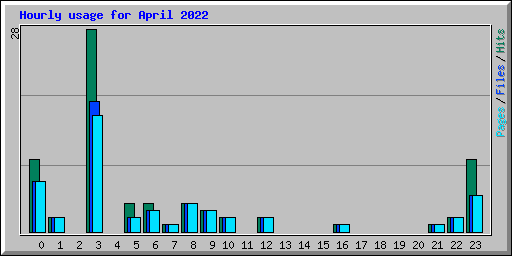 Hourly usage for April 2022
28
Pages/Files/Hits
0 1 2 3 4 5 6 7 8 9 10 11 12 13 14 15 16 17 18 19 20 21 22 23